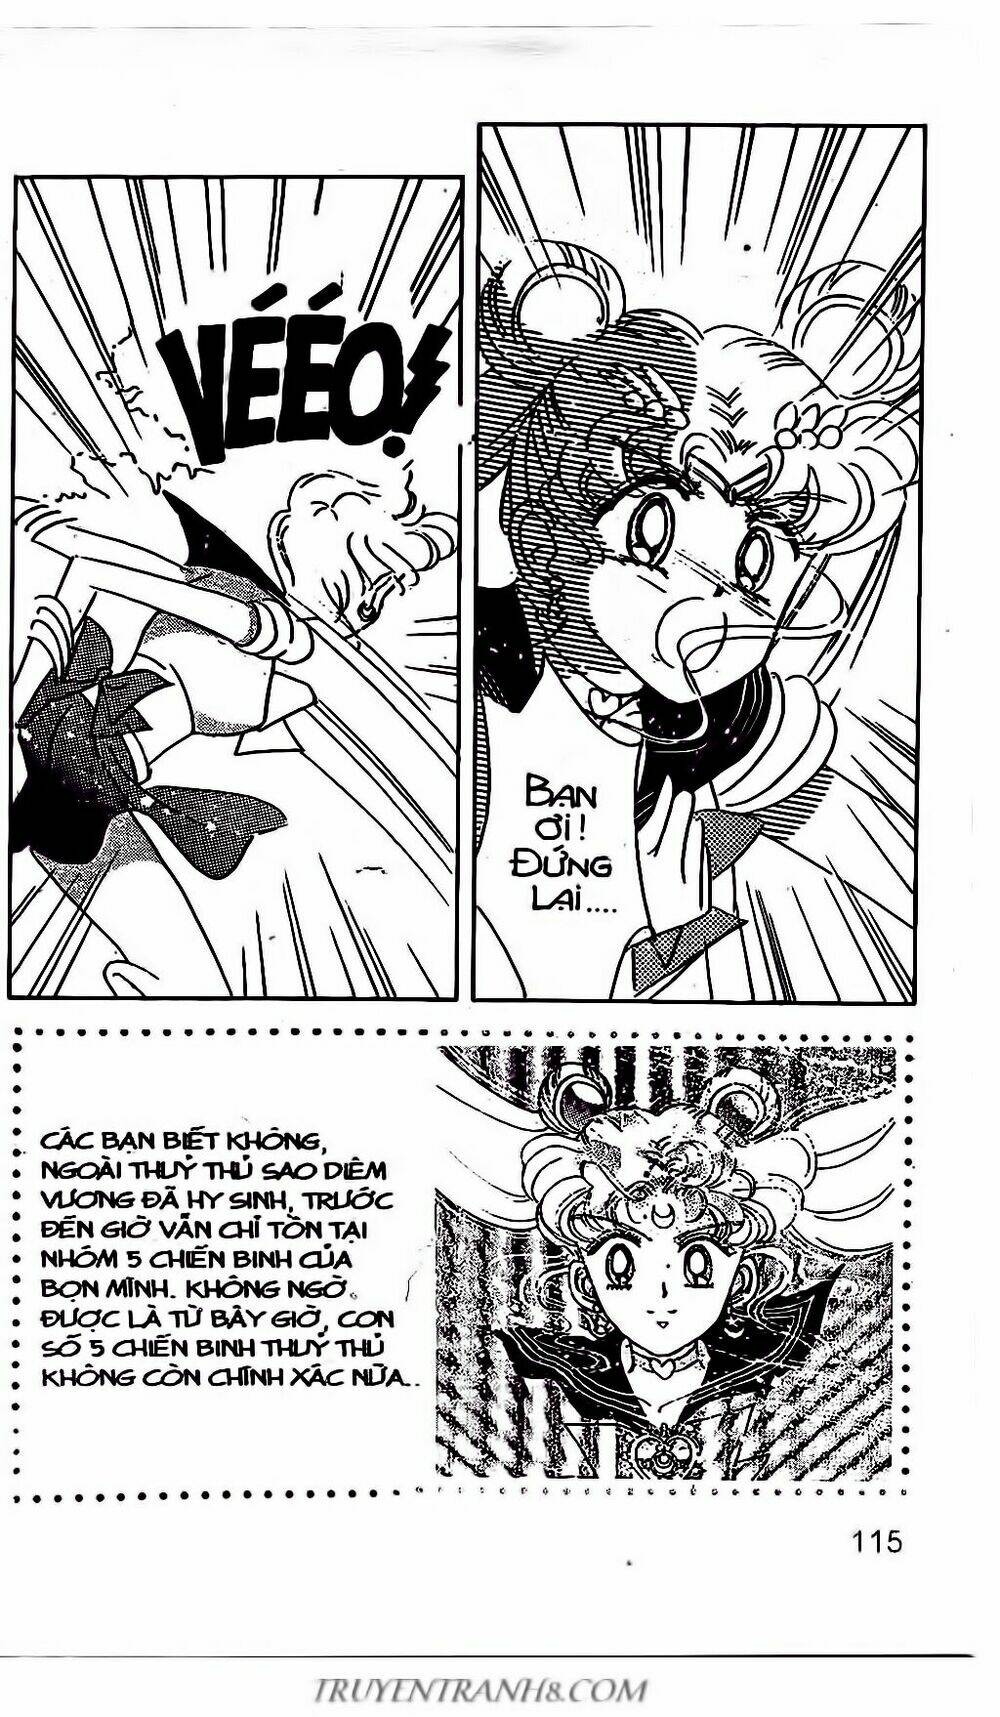 VÉÉO!
BẠN
ƠI!
ĐỨNG
LẠI....
CÁC BẠN BIẾT KHÔNG,
NGOÀI THUỶ THỦ SAO DIÊM
VƯƠNG ĐÃ HY SINH, TRƯỚC
ĐẾN GIỜ VẪN CHỈ TỒN TẠI
NHÓM 5 CHIẾN BINH CỦA
BỌN MÌNH. KHÔNG NGỜ
ĐƯỢC LÀ TỪ BÂY GIỜ, CON
SỐ 5 CHIẾN BINH THUỶ THỦ
KHÔNG CÒN CHÍNH XÁC NỮA..
115
TRUYENTRANH8.COM